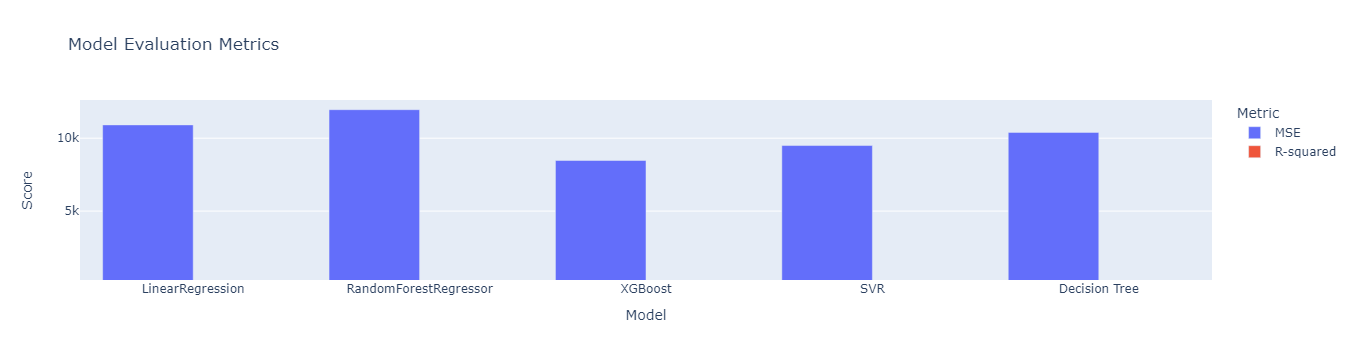 Model Evaluation Metrics
Metric
MSE
R-squared
10k
5k
Score
LinearRegression
RandomForestRegressor
XGBoost
SVR
Decision Tree
Model